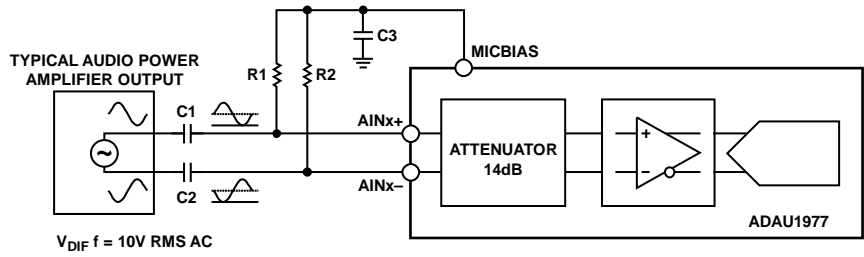 C3
MICBIAS
TYPICAL AUDIO POWER
AMPLIFIER OUTPUT
R1
R2
C1
AINx+
ATTENUATOR
14dB
+
−
~
AINx−
C2
ADAU1977
VDIF f = 10V RMS AC